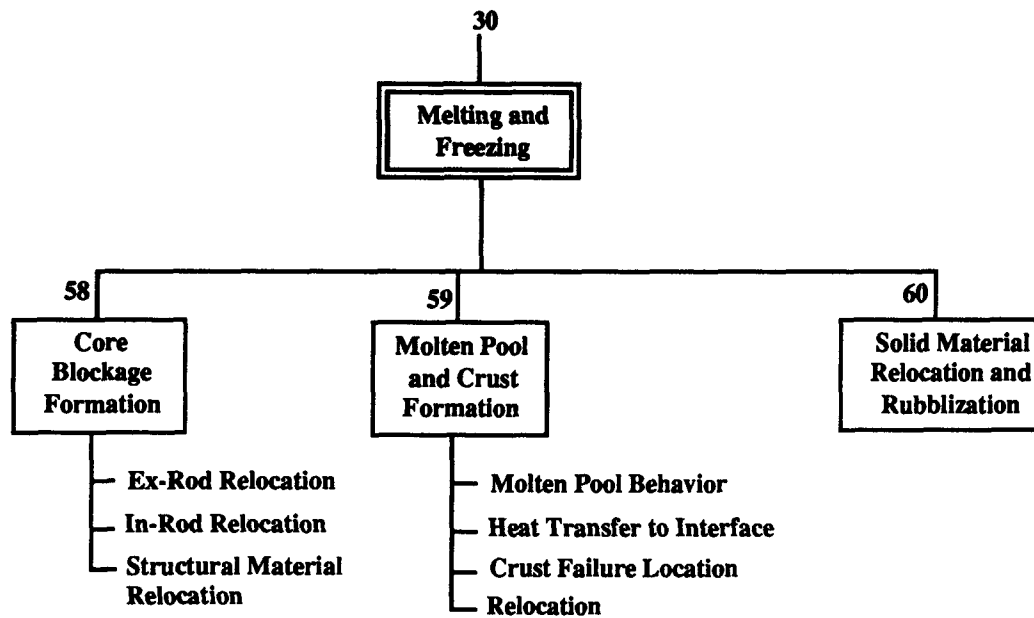 30
Melting and
Freezing
58
Core
Blockage
Formation
Ex-Rod Relocation
In-Rod Relocation
Structural Material
Relocation
59
Molten Pool
and Crust
Formation
Molten Pool Behavior
Heat Transfer to Interface
Crust Failure Location
Relocation
60
Solid Material
Relocation and
Rubblization